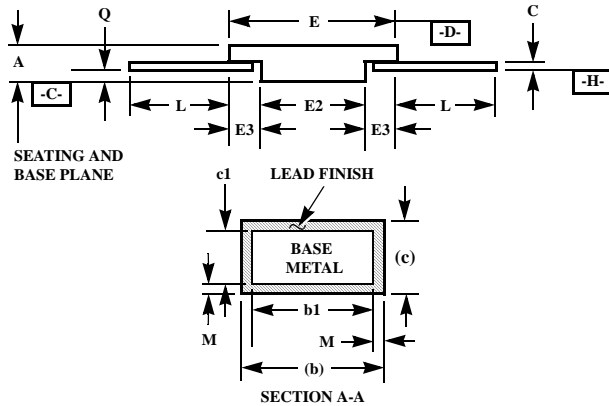 Q
E
C
-D-
A
-C-
-H-
L
E2
L
E3
E3
SEATING AND
BASE PLANE
c1
LEAD FINISH
BASE
METAL
(c)
b1
M
M
(b)
SECTION A-A